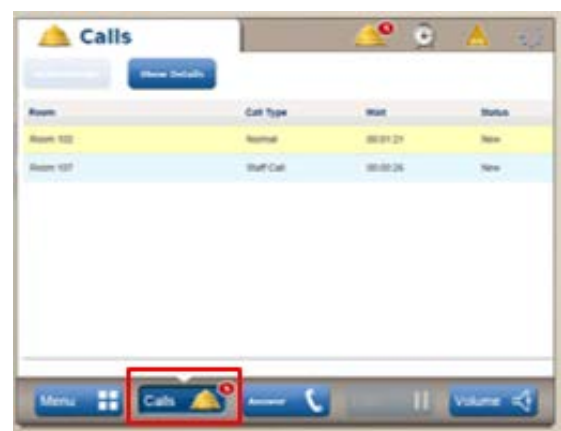 Calls
Show Details
Room Call Type Wait Status
Room 102 Normal 00:01:21 New
Room 107 Staff Call 00:00:26 New
Menu Calls Answer Volume